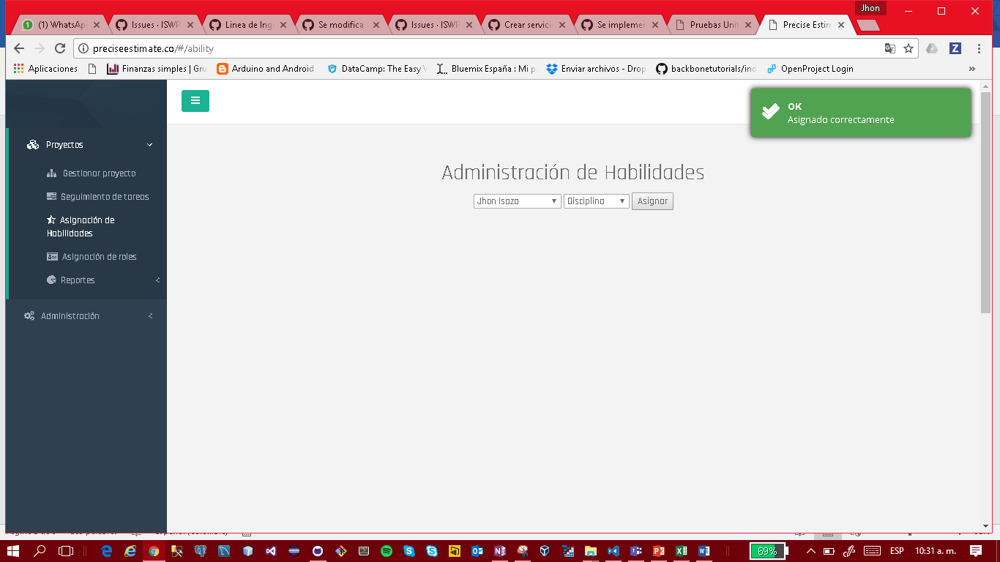 Jhon
(1) WhatsAp
Issues · ISWP
Linea de Ing
Se modifica
Issues · ISWP
Crear servici
Se implemer
Pruebas Unit
Precise Estim
preciseestimate.co/#/ability
Aplicaciones
Finanzas simples | Gru
Arduino and Android
DataCamp: The Easy
Bluemix España : Mi p
Enviar archivos - Drop
backbonetutorials/ind
OpenProject Login
»
OK
Asignado correctamente
Proyectos
Gestionar proyecto
Seguimiento de tareas
Asignación de
Habilidades
Asignación de roles
Reportes
Administración
Administración de Habilidades
Jhon Isaza
Disciplina
Asignar
69%
ESP
10:31 a. m.